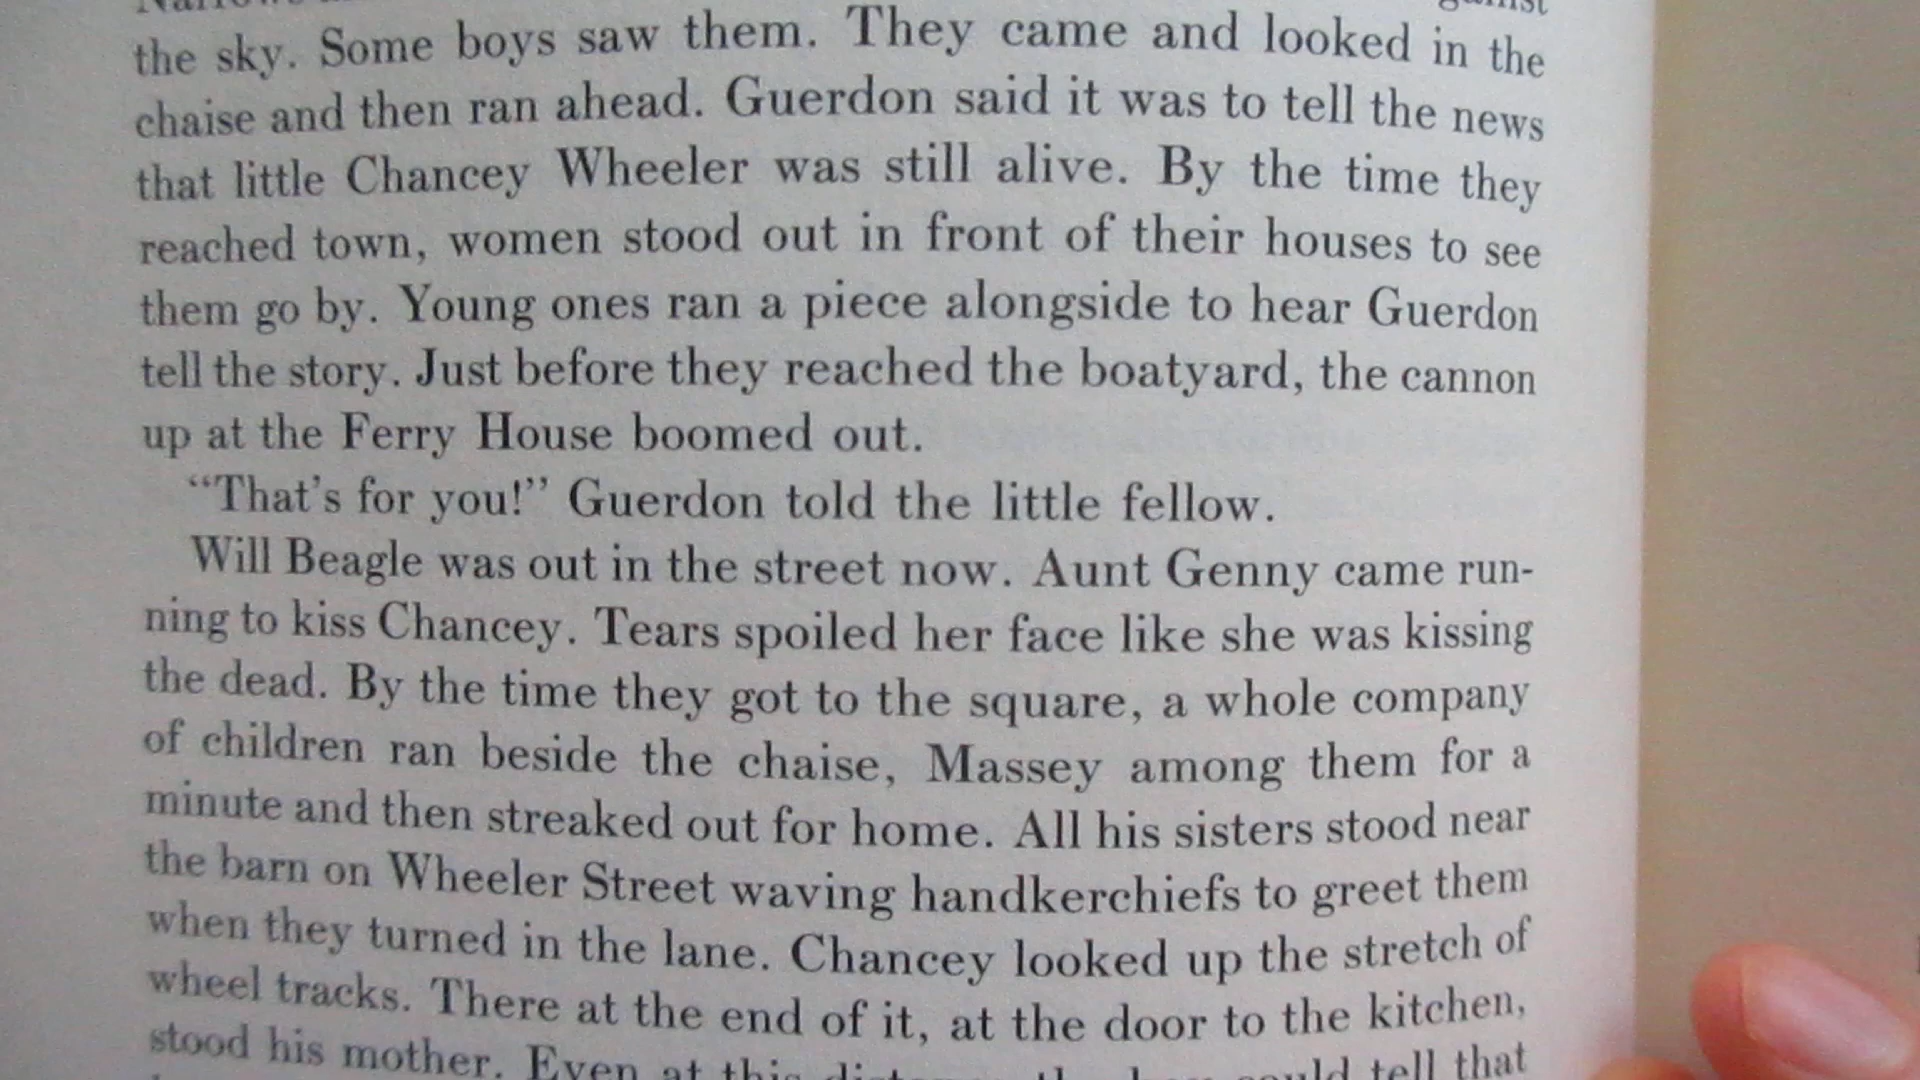 the sky. Some boys saw them. They came and looked in the
chaise and then ran ahead. Guerdon said it was to tell the news
that little Chancey Wheeler was still alive. By the time they
reached town, women stood out in front of their houses to see
them go by. Young ones ran a piece alongside to hear Guerdon
tell the story. Just before they reached the boatyard, the cannon
up at the Ferry House boomed out.
“That’s for you!” Guerdon told the little fellow.
Will Beagle was out in the street now. Aunt Genny came run-
ning to kiss Chancey. Tears spoiled her face like she was kissing
the dead. By the time they got to the square, a whole company
of children ran beside the chaise, Massey among them for a
minute and then streaked out for home. All his sisters stood near
the barn on Wheeler Street waving handkerchiefs to greet them
when they turned in the lane. Chancey looked up the stretch of
wheel tracks. There at the end of it, at the door to the kitchen,
stood his mother. Even at this could tell that